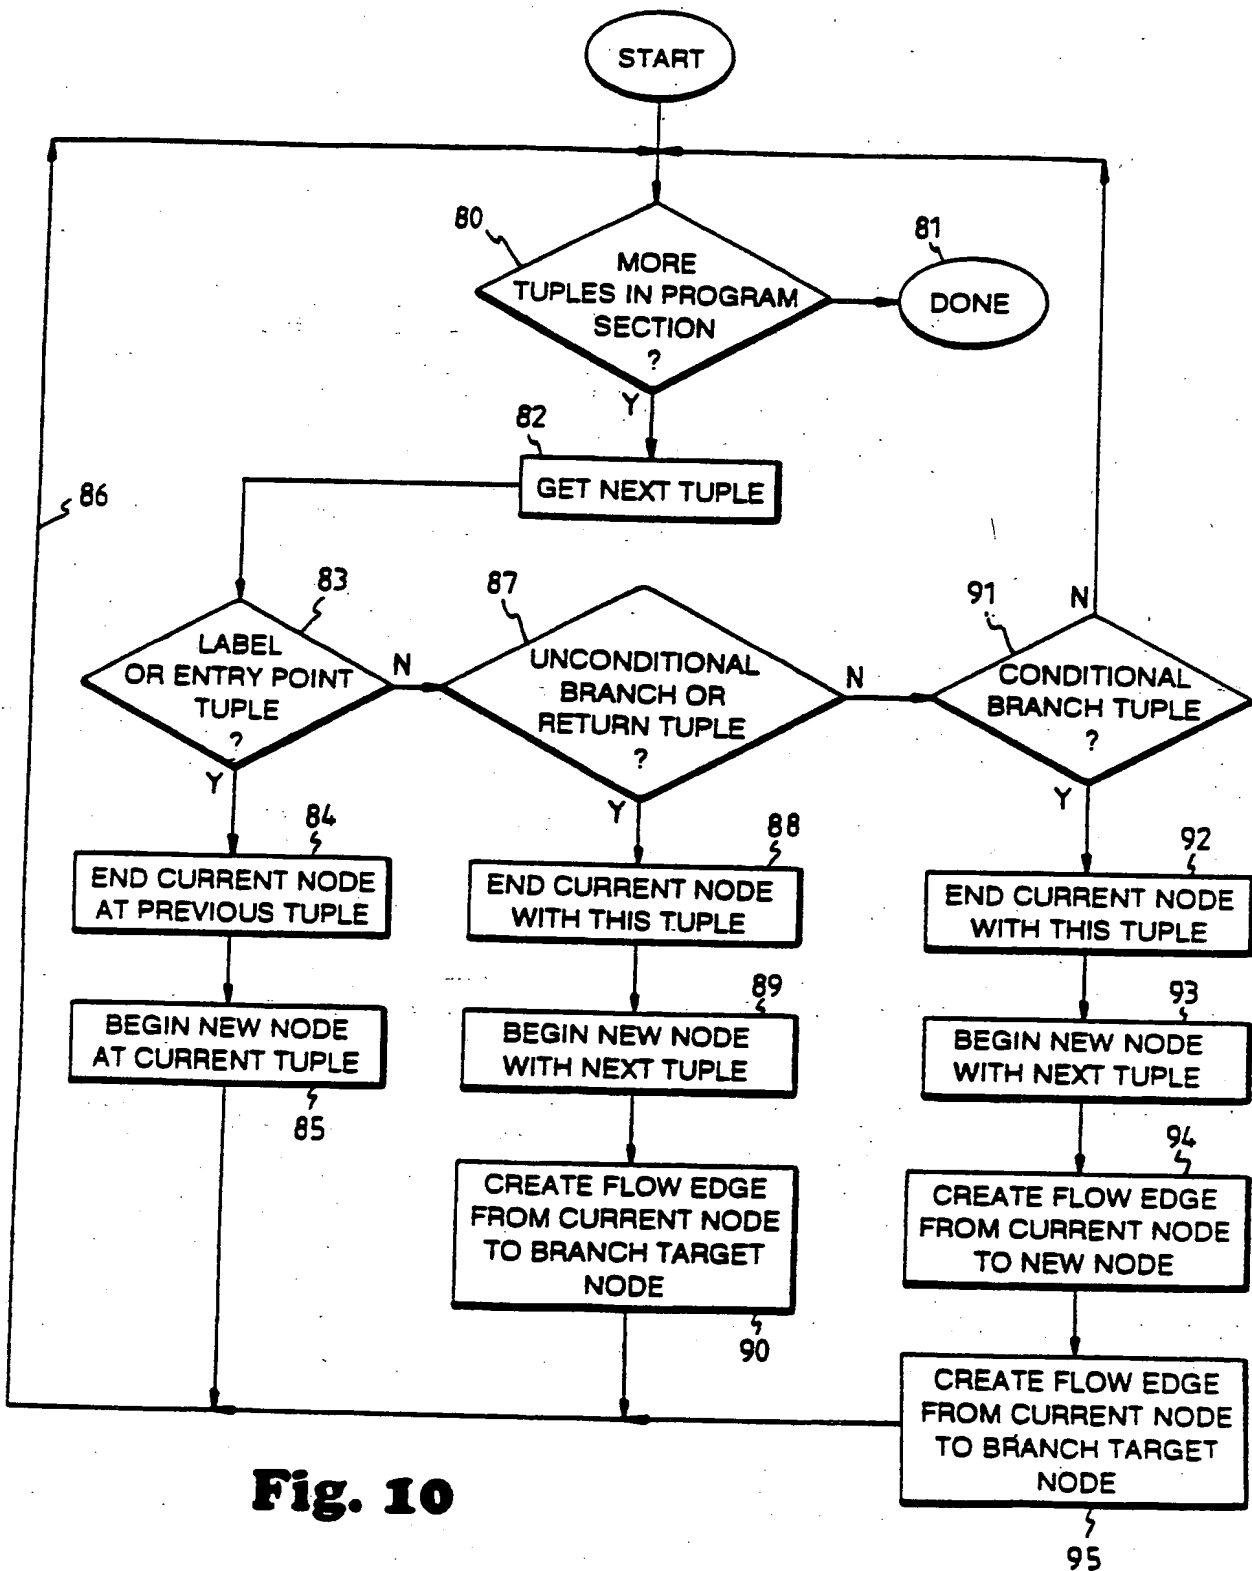 START
80
MORE
TUPLES IN PROGRAM
SECTION
?
81
DONE
Y
82
GET NEXT TUPLE
86
83
LABEL
OR ENTRY POINT
TUPLE
?
N
Y
87
UNCONDITIONAL
BRANCH OR
RETURN TUPLE
?
N
Y
91
N
CONDITIONAL
BRANCH TUPLE
?
Y
84
END CURRENT NODE
AT PREVIOUS TUPLE
BEGIN NEW NODE
AT CURRENT TUPLE
85
88
END CURRENT NODE
WITH THIS TUPLE
89
BEGIN NEW NODE
WITH NEXT TUPLE
CREATE FLOW EDGE
FROM CURRENT NODE
TO BRANCH TARGET
NODE
90
92
END CURRENT NODE
WITH THIS TUPLE
93
BEGIN NEW NODE
WITH NEXT TUPLE
94
CREATE FLOW EDGE
FROM CURRENT NODE
TO NEW NODE
CREATE FLOW EDGE
FROM CURRENT NODE
TO BRANCH TARGET
NODE
95
Fig. 10